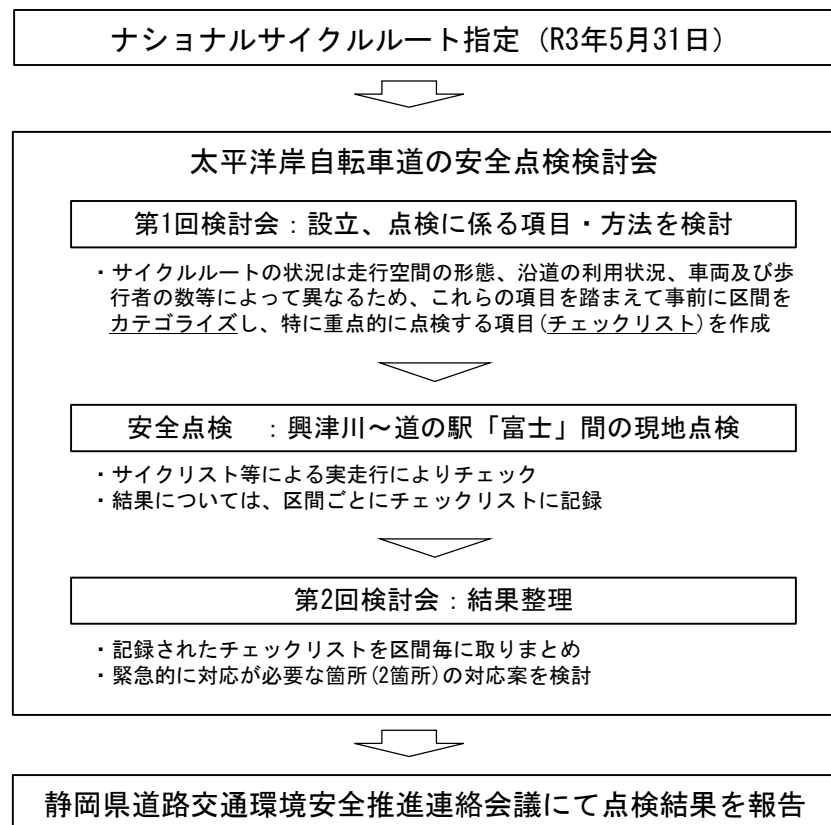 ナショナルサイクルルート指定（R3年5月31日）
太平洋岸自転車道の安全点検検討会
第1回検討会：設立、点検に係る項目・方法を検討
・サイクルルートの状況は走行空間の形態、沿道の利用状況、車両及び歩
行者の数等によって異なるため、これらの項目を踏まえて事前に区間を
カテゴライズし、特に重点的に点検する項目(チェックリスト)を作成
安全点検　：興津川～道の駅「富士」間の現地点検
・サイクリスト等による実走行によりチェック
・結果については、区間ごとにチェックリストに記録
第2回検討会：結果整理
・記録されたチェックリストを区間毎に取りまとめ
・緊急的に対応が必要な箇所(2箇所)の対応案を検討
静岡県道路交通環境安全推進連絡会議にて点検結果を報告